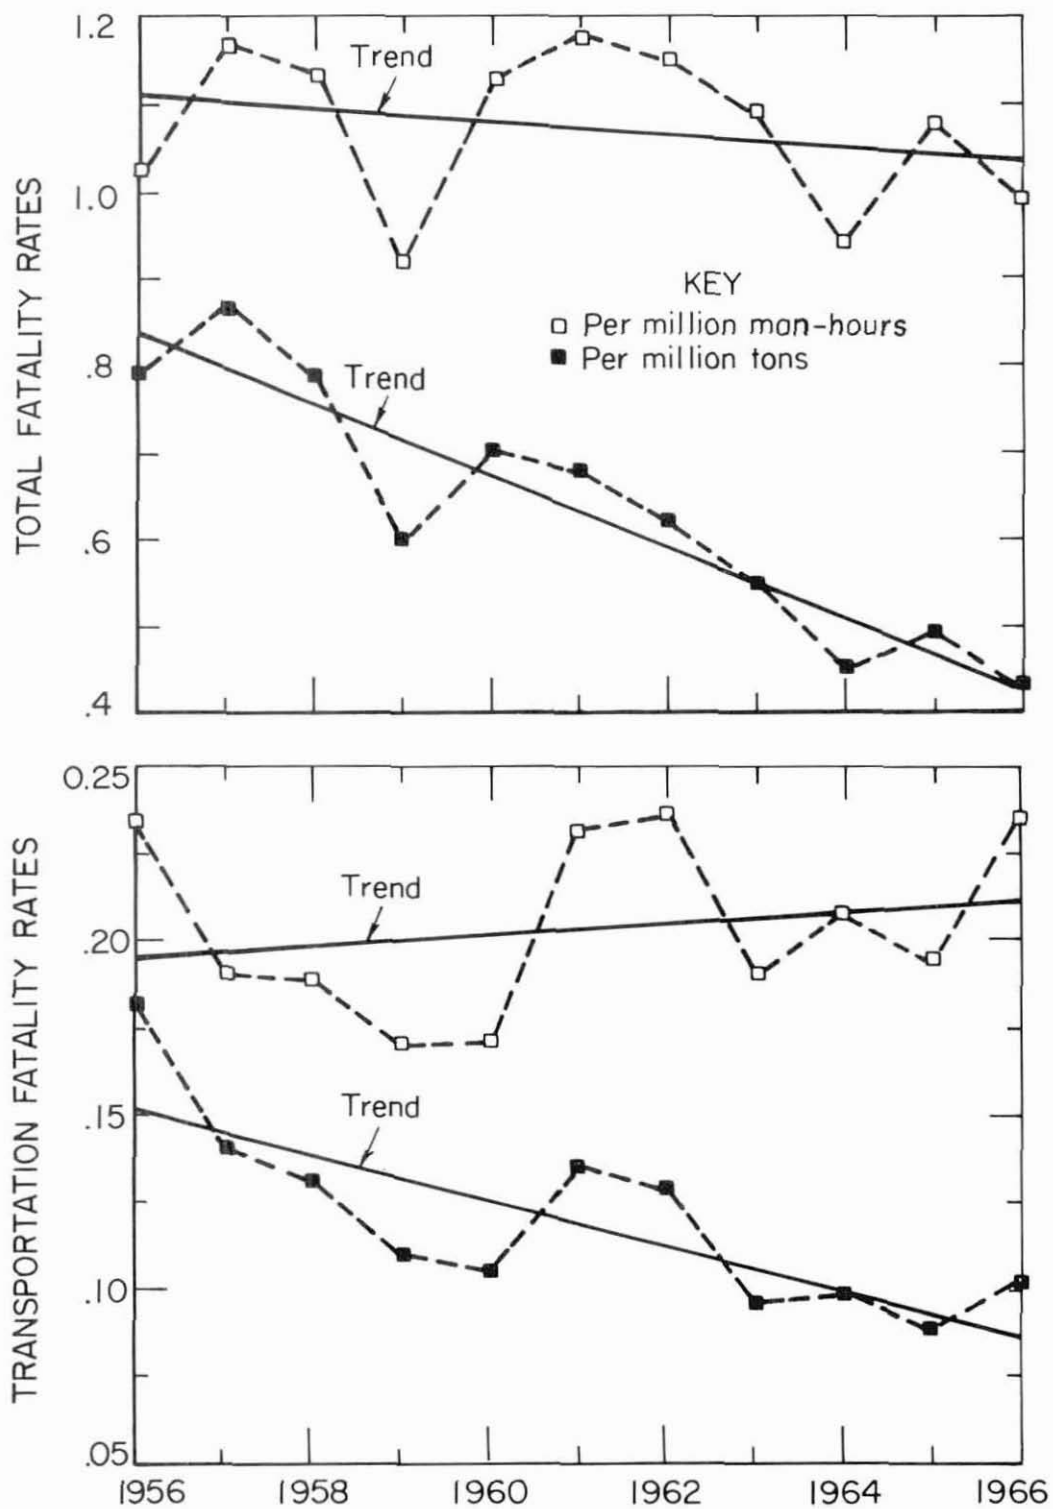 TOTAL FATALITY RATES
1.2
1.0
.8
.6
.4
Trend
KEY
Per million man-hours
Per million tons
Trend
TRANSPORTATION FATALITY RATES
0.25
.20
.15
.10
.05
Trend
Trend
1956 1958 1960 1962 1964 1966